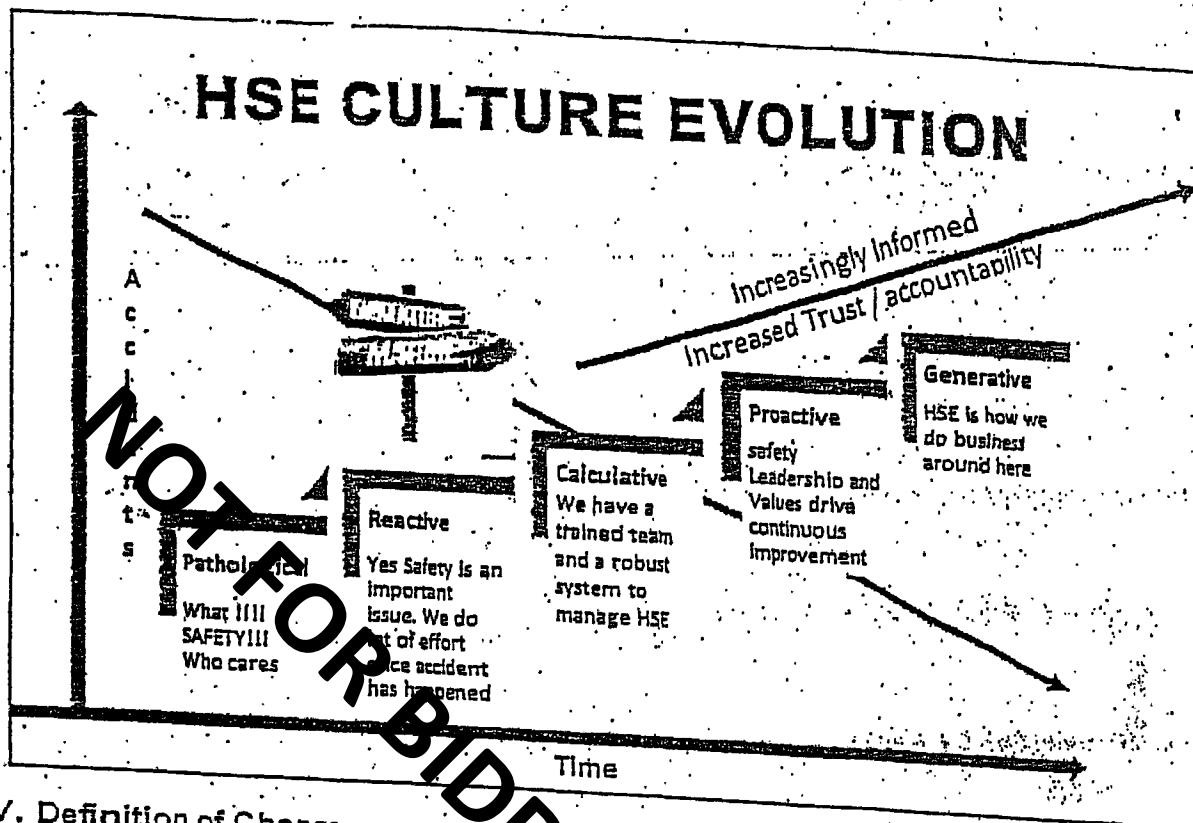 HSE CULTURE EVOLUTION
Increasingly Informed
Increased Trust / accountability
Generative
HSE is how we
do business
around here
Proactive
safety
Leadership and
Values driva
continuous
Improvement
Calculative
We have a
trained team
and a robust
system to
manage HSE
Reactive
Yes Safety is an
important
issue. We do
of effort
accident
has happened
Pathological
What !!!!
SAFETY!!!
Who cares
Accidents
Time
NOT FOR BIDD
Definition of